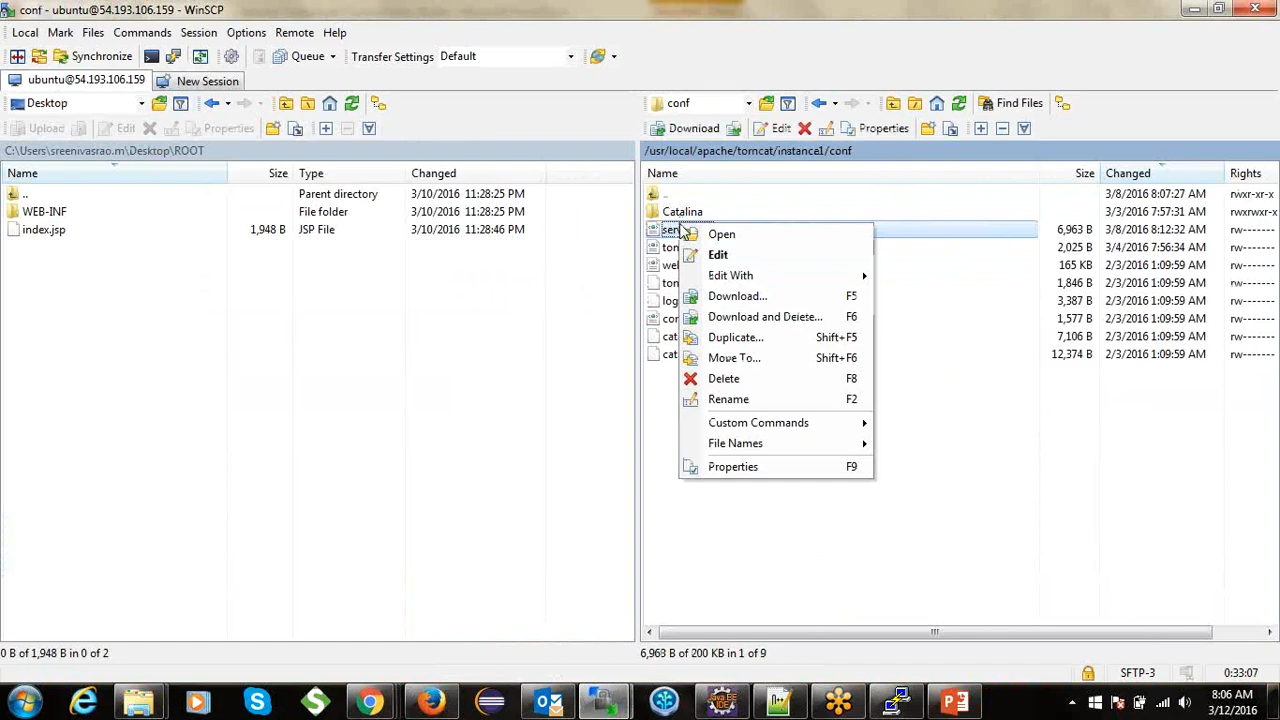 conf - ubuntu@54.193.106.159 - WinSCP
Local Mark Files Commands Session Options Remote Help
Synchronize Queue Transfer Settings Default
ubuntu@54.193.106.159 New Session
Desktop conf Find Files
Upload Edit Properties Download Edit Properties
C:\Users\sreenivasrao.m\Desktop\ROOT /usr/local/apache/tomcat/instance1/conf
Name Size Type Changed Name Size Changed Rights
.. Parent directory 3/10/2016 11:28:25 PM .. 3/8/2016 8:07:27 AM rwxr-xr-x
WEB-INF File folder 3/10/2016 11:28:25 PM Catalina 3/3/2016 7:57:31 AM rwxrwxr-x
index.jsp 1,948 B JSP File 3/10/2016 11:28:46 PM ser 6,963 B 3/8/2016 8:12:32 AM rw-------
tom 2,025 B 3/4/2016 7:56:34 AM rw-------
we 165 KB 2/3/2016 1:09:59 AM rw-------
tom 1,846 B 2/3/2016 1:09:59 AM rw-------
log 3,387 B 2/3/2016 1:09:59 AM rw-------
con 1,577 B 2/3/2016 1:09:59 AM rw-------
cat 7,106 B 2/3/2016 1:09:59 AM rw-------
cat 12,374 B 2/3/2016 1:09:59 AM rw-------
Open
Edit
Edit With
Download... F5
Download and Delete... F6
Duplicate... Shift+F5
Move To... Shift+F6
Delete F8
Rename F2
Custom Commands
File Names
Properties F9
0 B of 1,948 B in 0 of 2 6,963 B of 200 KB in 1 of 9
SFTP-3 0:33:07
8:06 AM
3/12/2016